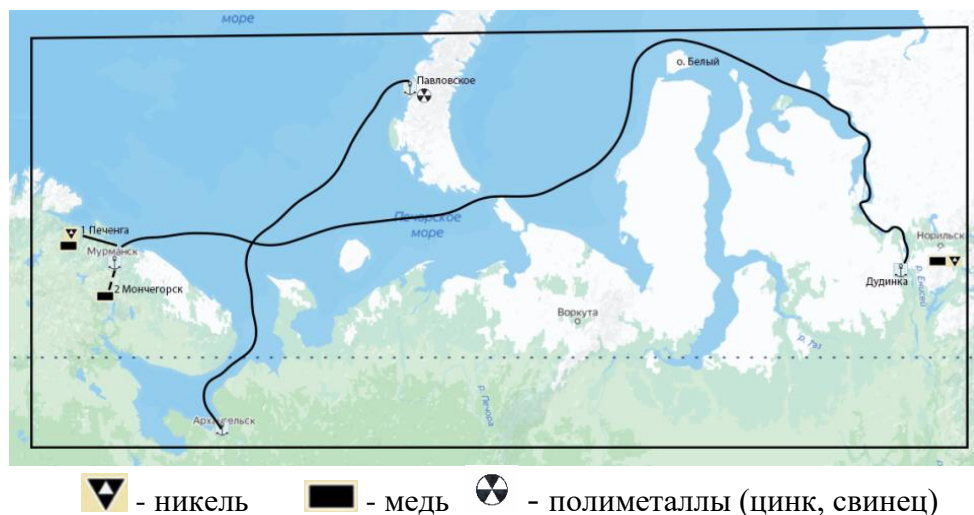 море
о. Белый
Павловское
1 Печенга
Мурманск
Печорское
море
Норильск
2 Мончегорск
Дудинка
р. Енисей
Воркута
р. Таз
р. Печора
Архангельск
- никель - медь - полиметаллы (цинк, свинец)